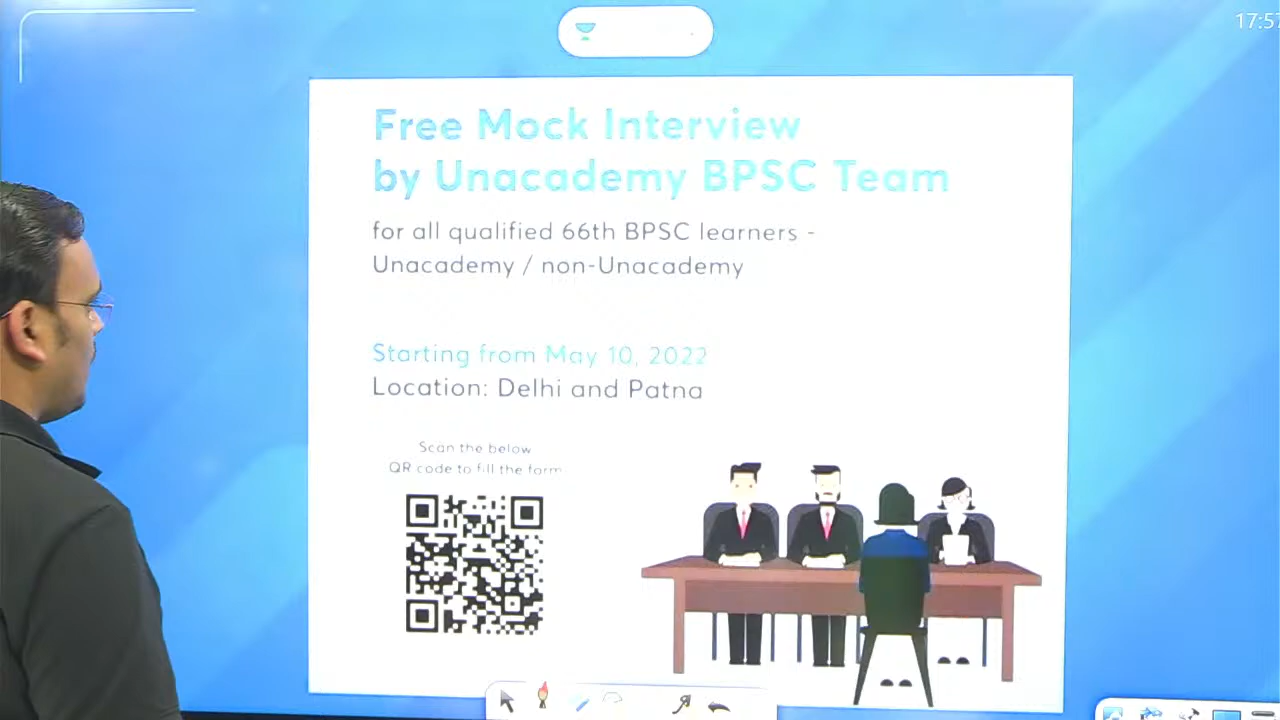 17:57
Free Mock Interview
by Unacademy BPSC Team
for all qualified 66th BPSC learners -
Unacademy / non-Unacademy
Starting from May 10, 2022
Location: Delhi and Patna
Scan the below
QR code to fill the form